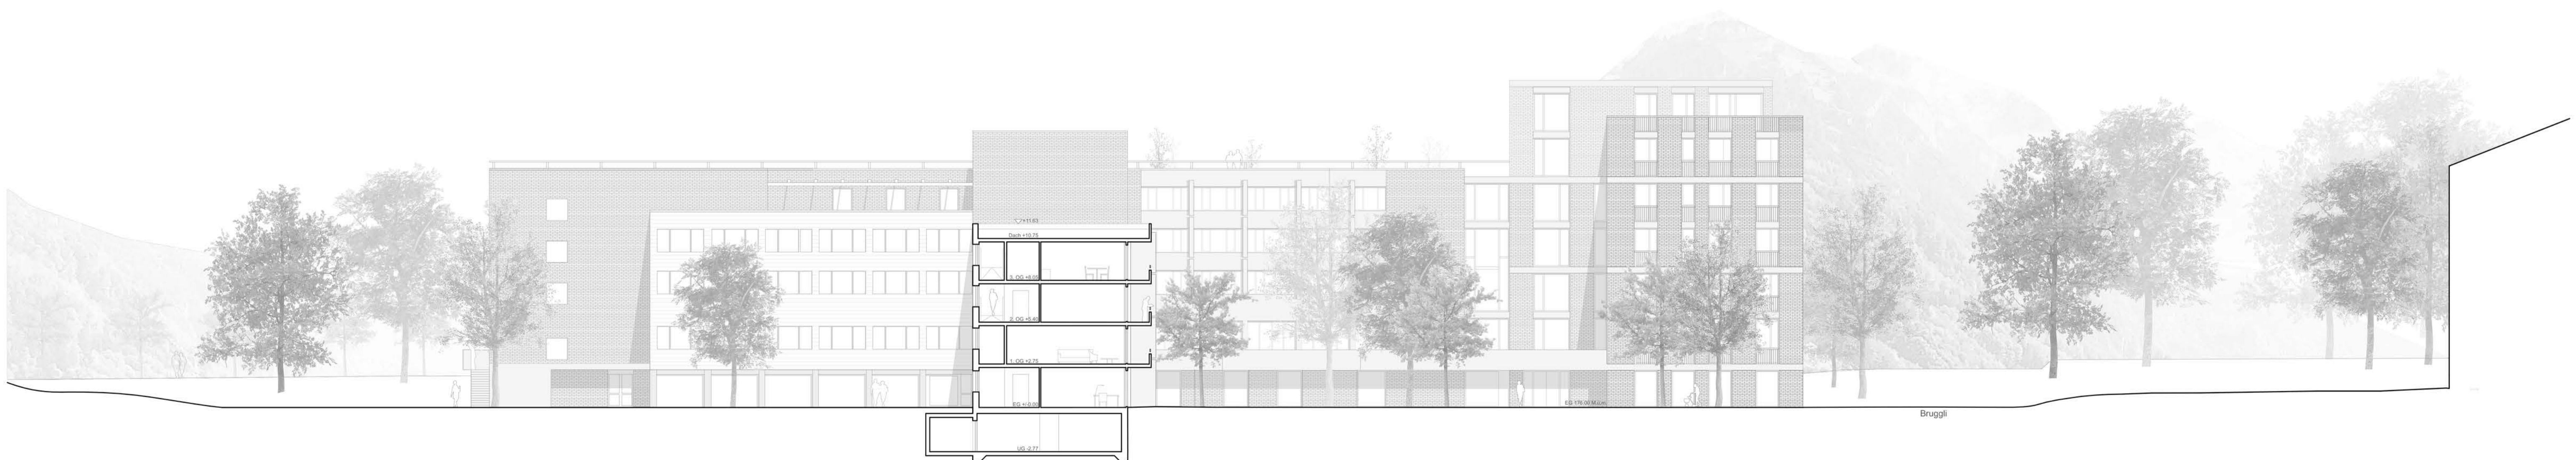 +11.63
Dach +10.75
3. OG +8.09
2. OG +5.40
1. OG +2.75
EG +/-0.00
EG 176.00 M.ü.m.
Bruggli
UG -2.77